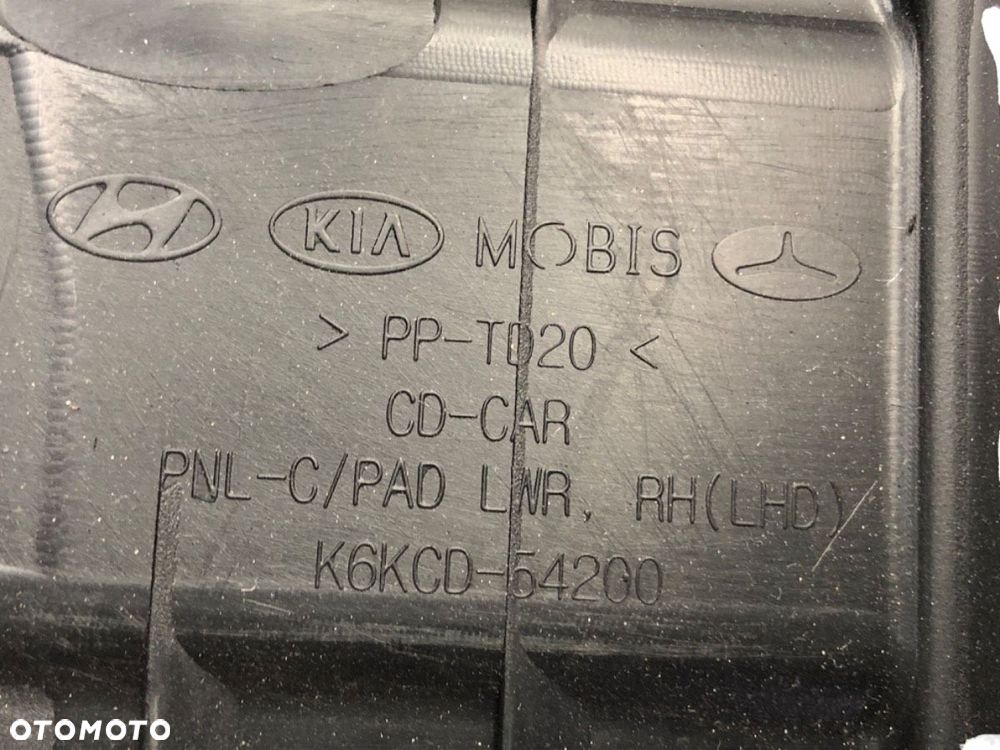 KIA MOBIS
> PP-TD20 <
CD-CAR
PNL-C/PAD LWR, RH(LHD)
K6KCD-54200
OTOMOTO